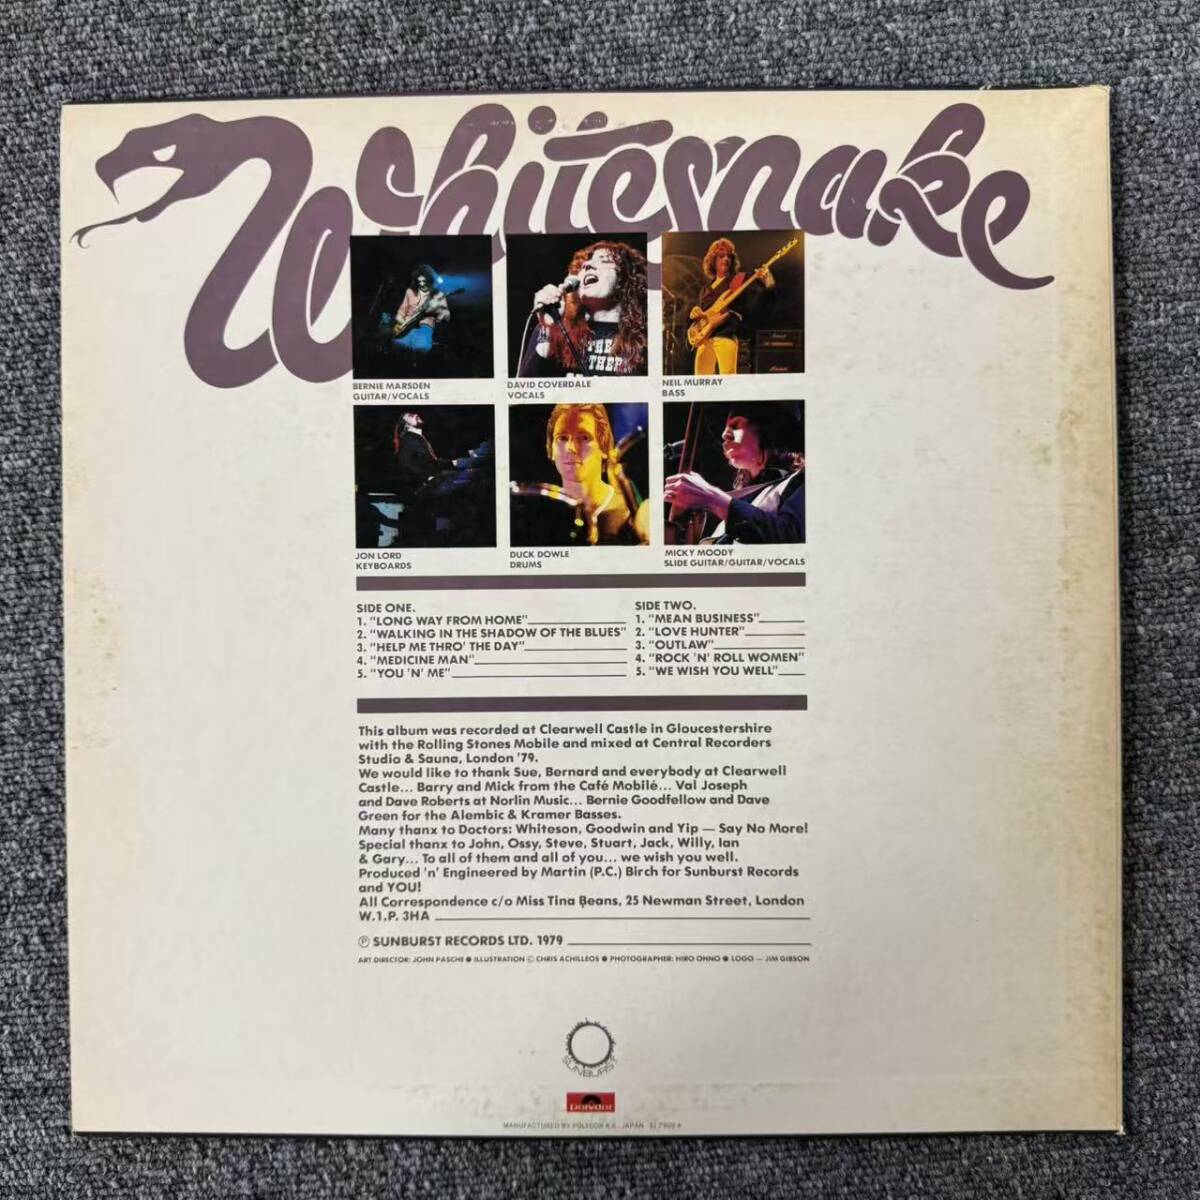 Whitesnake
THE
THER
BERNIE MARSDEN
GUITAR/VOCALS
DAVID COVERDALE
VOCALS
NEIL MURRAY
BASS
JON LORD
KEYBOARDS
DUCK DOWLE
DRUMS
MICKY MOODY
SLIDE GUITAR/GUITAR/VOCALS
SIDE ONE.
1. "LONG WAY FROM HOME"
2. "WALKING IN THE SHADOW OF THE BLUES"
3. "HELP ME THRO' THE DAY"
4. "MEDICINE MAN"
5. "YOU 'N' ME"
SIDE TWO.
1. "MEAN BUSINESS"
2. "LOVE HUNTER"
3. "OUTLAW"
4. "ROCK 'N' ROLL WOMEN"
5. "WE WISH YOU WELL"
This album was recorded at Clearwell Castle in Gloucestershire
with the Rolling Stones Mobile and mixed at Central Recorders
Studio & Sauna, London '79.
We would like to thank Sue, Bernard and everybody at Clearwell
Castle... Barry and Mick from the Café Mobilé... Val Joseph
and Dave Roberts at Norlin Music... Bernie Goodfellow and Dave
Green for the Alembic & Kramer Basses.
Many thanx to Doctors: Whiteson, Goodwin and Yip — Say No More!
Special thanx to John, Ossy, Steve, Stuart, Jack, Willy, Ian
& Gary... To all of them and all of you... we wish you well.
Produced 'n' Engineered by Martin (P.C.) Birch for Sunburst Records
and YOU!
All Correspondence c/o Miss Tina Beans, 25 Newman Street, London
W.1.P. 3HA
℗ SUNBURST RECORDS LTD. 1979
ART DIRECTOR: JOHN PASCHE ● ILLUSTRATION © CHRIS ACHILLEOS ● PHOTOGRAPHER: HIRO OHNO ● LOGO — JIM GIBSON
SUNBURST
polydor
MANUFACTURED BY POLYDOR K.K., JAPAN